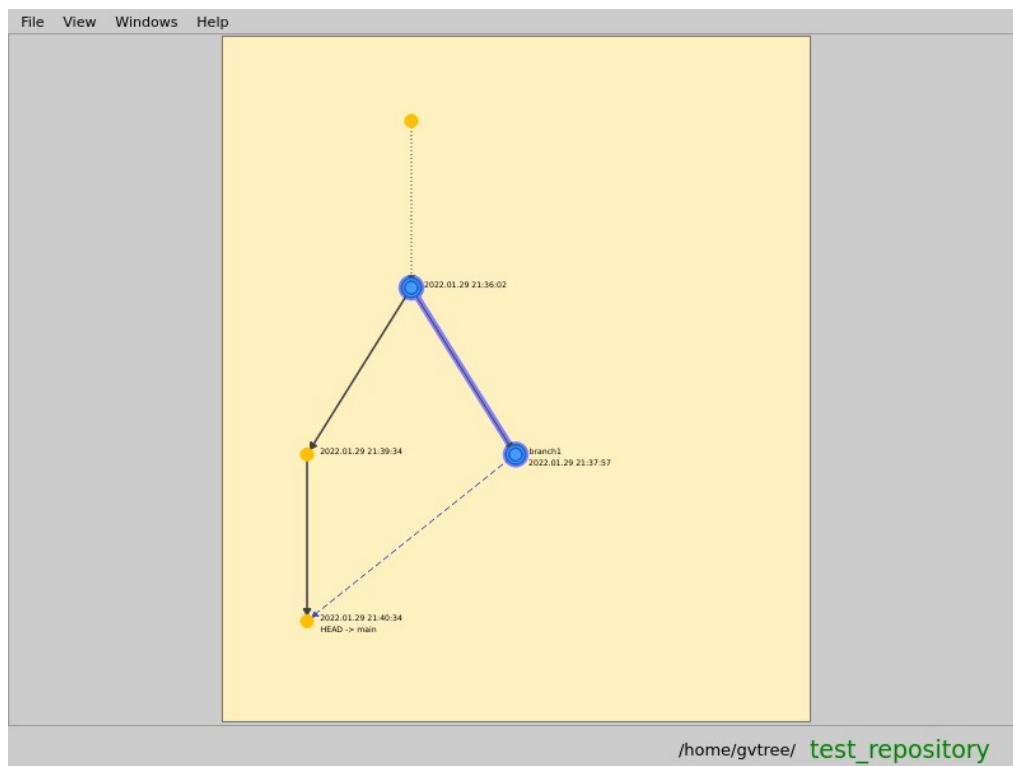 File View Windows Help
2022.01.29 21:36:02
2022.01.29 21:39:34
branch1
2022.01.29 21:37:57
2022.01.29 21:40:34
HEAD -> main
/home/gvtree/ test_repository